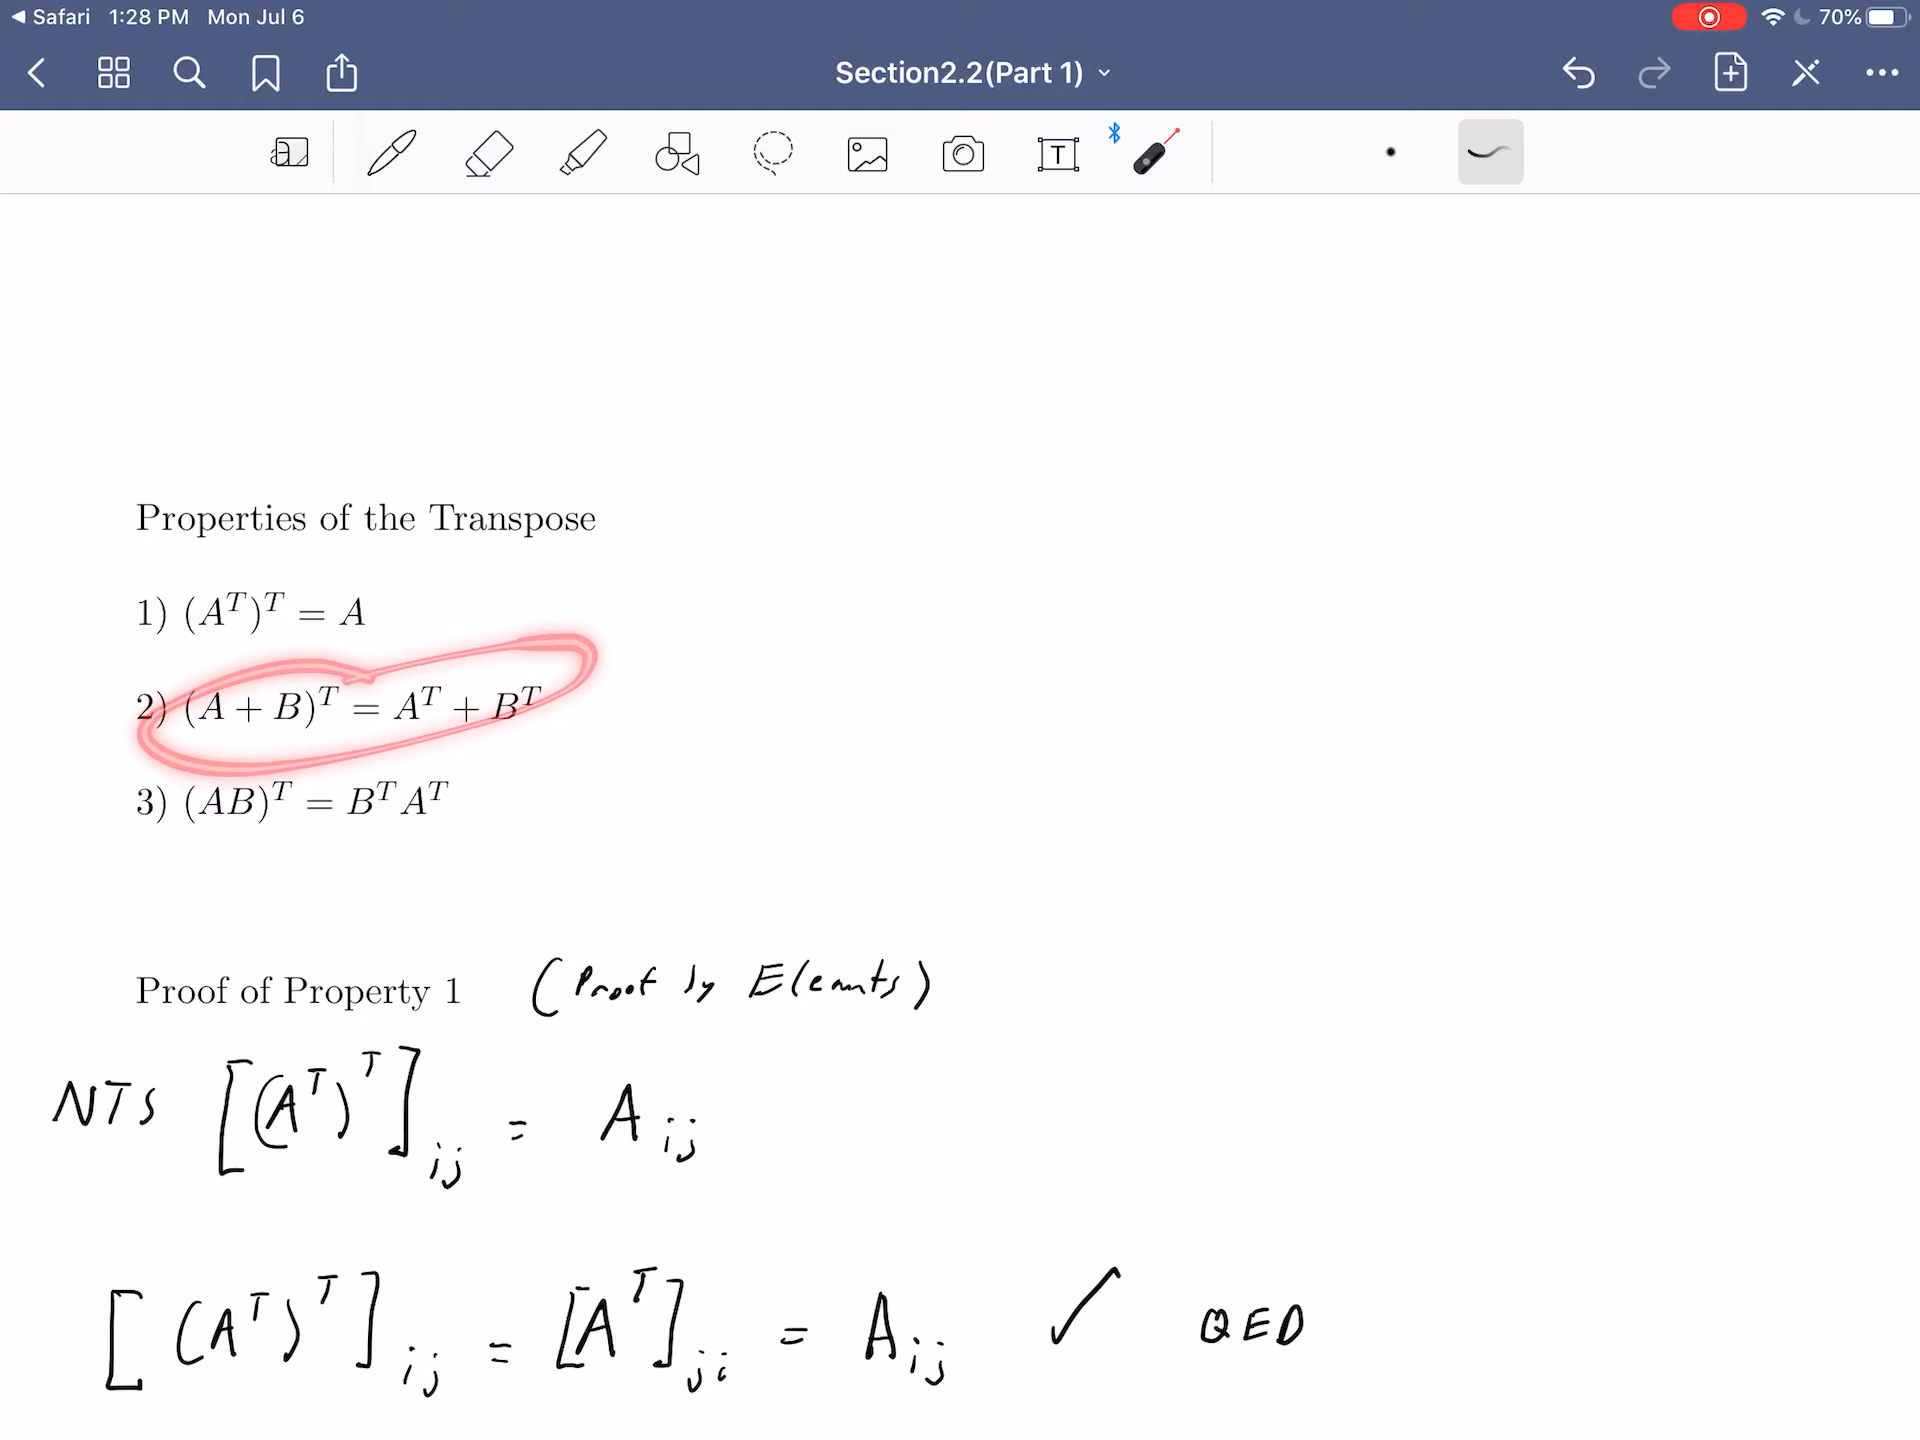 Safari 1:28 PM Mon Jul 6 70%
Section2.2(Part 1)
a T
Properties of the Transpose
1) (A^T)^T = A
2) (A + B)^T = A^T + B^T
3) (AB)^T = B^T A^T
Proof of Property 1 (Proof by Elemnts)
NTS [(A^T)^T]_ij = A_ij
[(A^T)^T]_ij = [A^T]_ji = A_ij ✓ QED